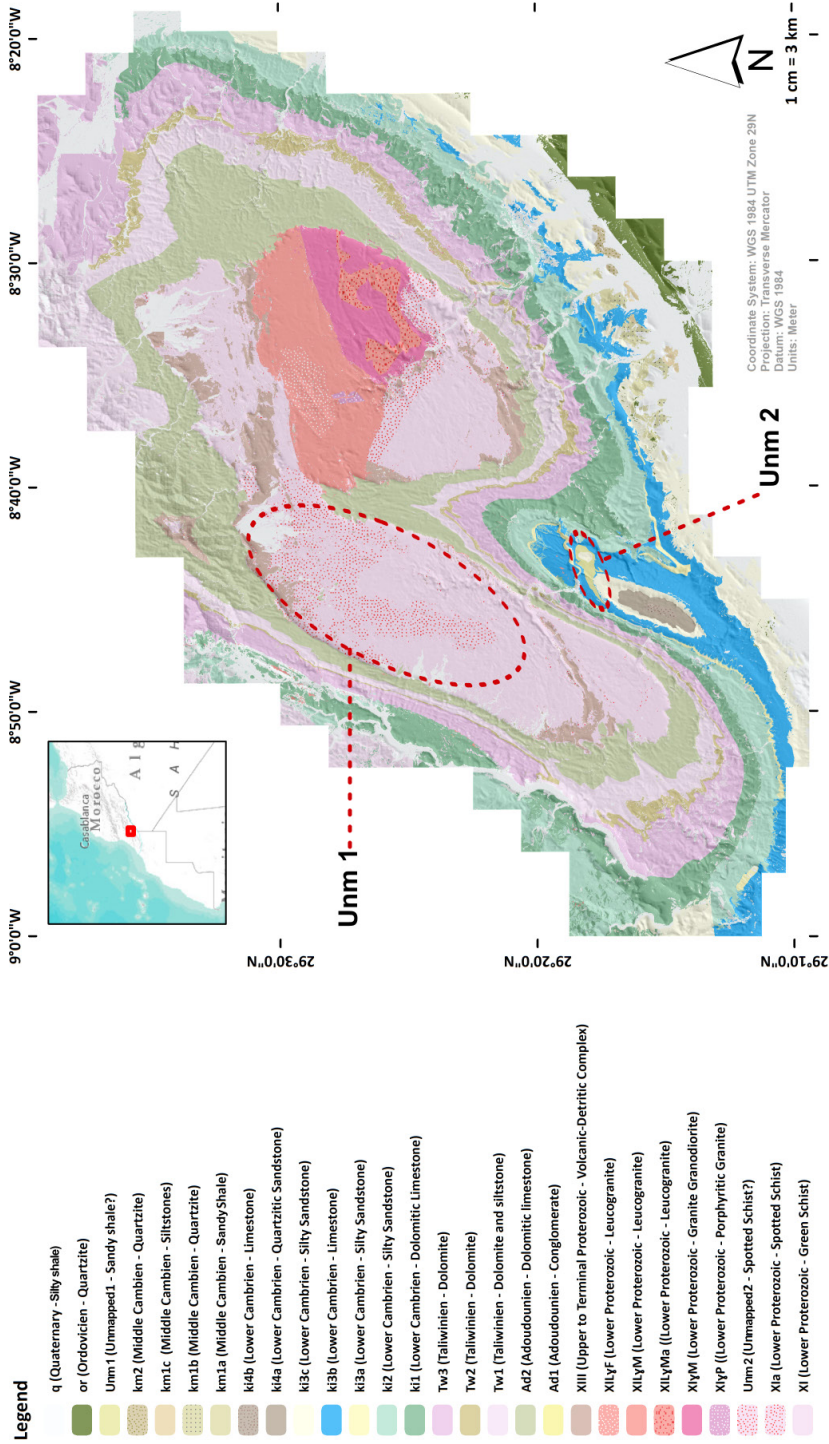 Legend
q (Quaternary - Silty shale)
or (Ordovicien - Quartzite)
Unm1 (Unmapped1 - Sandy shale?)
km2 (Middle Cambien - Quartzite)
km1c (Middle Cambien - Siltstones)
km1b (Middle Cambien - Quartzite)
km1a (Middle Cambien - Sandy Shale)
ki4b (Lower Cambrien - Limestone)
ki4a (Lower Cambrien - Quartzitic Sandstone)
ki3c (Lower Cambrien - Silty Sandstone)
ki3b (Lower Cambrien - Limestone)
ki3a (Lower Cambrien - Silty Sandstone)
ki2 (Lower Cambrien - Silty Sandstone)
ki1 (Lower Cambrien - Dolomitic Limestone)
Tw3 (Taliwinien - Dolomite)
Tw2 (Taliwinien - Dolomite)
Tw1 (Taliwinien - Dolomite and siltstone)
Ad2 (Adoudounien - Dolomitic limestone)
Ad1 (Adoudounien - Conglomerate)
XIII (Upper to Terminal Proterozoic - Volcanic-Detritic Complex)
XILγF (Lower Proterozoic - Leucogranite)
XILγM (Lower Proterozoic - Leucogranite)
XILγMa ((Lower Proterozoic - Leucogranite)
XIγM (Lower Proterozoic - Granite Granodiorite)
XIγP ((Lower Proterozoic - Porphyritic Granite)
Unm2 (Unmapped2 - Spotted Schist?)
XIa (Lower Proterozoic - Spotted Schist)
XI (Lower Proterozoic - Green Schist)
9°0'0"W
8°50'0"W
8°40'0"W
8°30'0"W
8°20'0"W
29°30'0"N
29°20'0"N
29°10'0"N
Casablanca
Morocco
Alg
S A H
Unm 1
Unm 2
Coordinate System: WGS 1984 UTM Zone 29N
Projection: Transverse Mercator
Datum: WGS 1984
Units: Meter
N
1 cm = 3 km